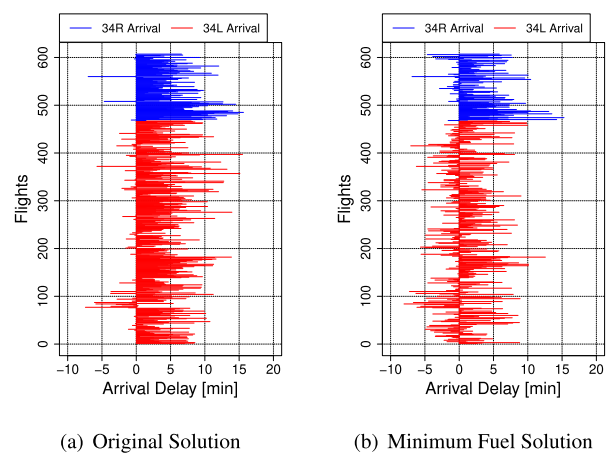 34R Arrival 34L Arrival
600
500
400
300
200
100
0
Flights
−10 −5 0 5 10 15 20
Arrival Delay [min]
(a) Original Solution
34R Arrival 34L Arrival
600
500
400
300
200
100
0
Flights
−10 −5 0 5 10 15 20
Arrival Delay [min]
(b) Minimum Fuel Solution